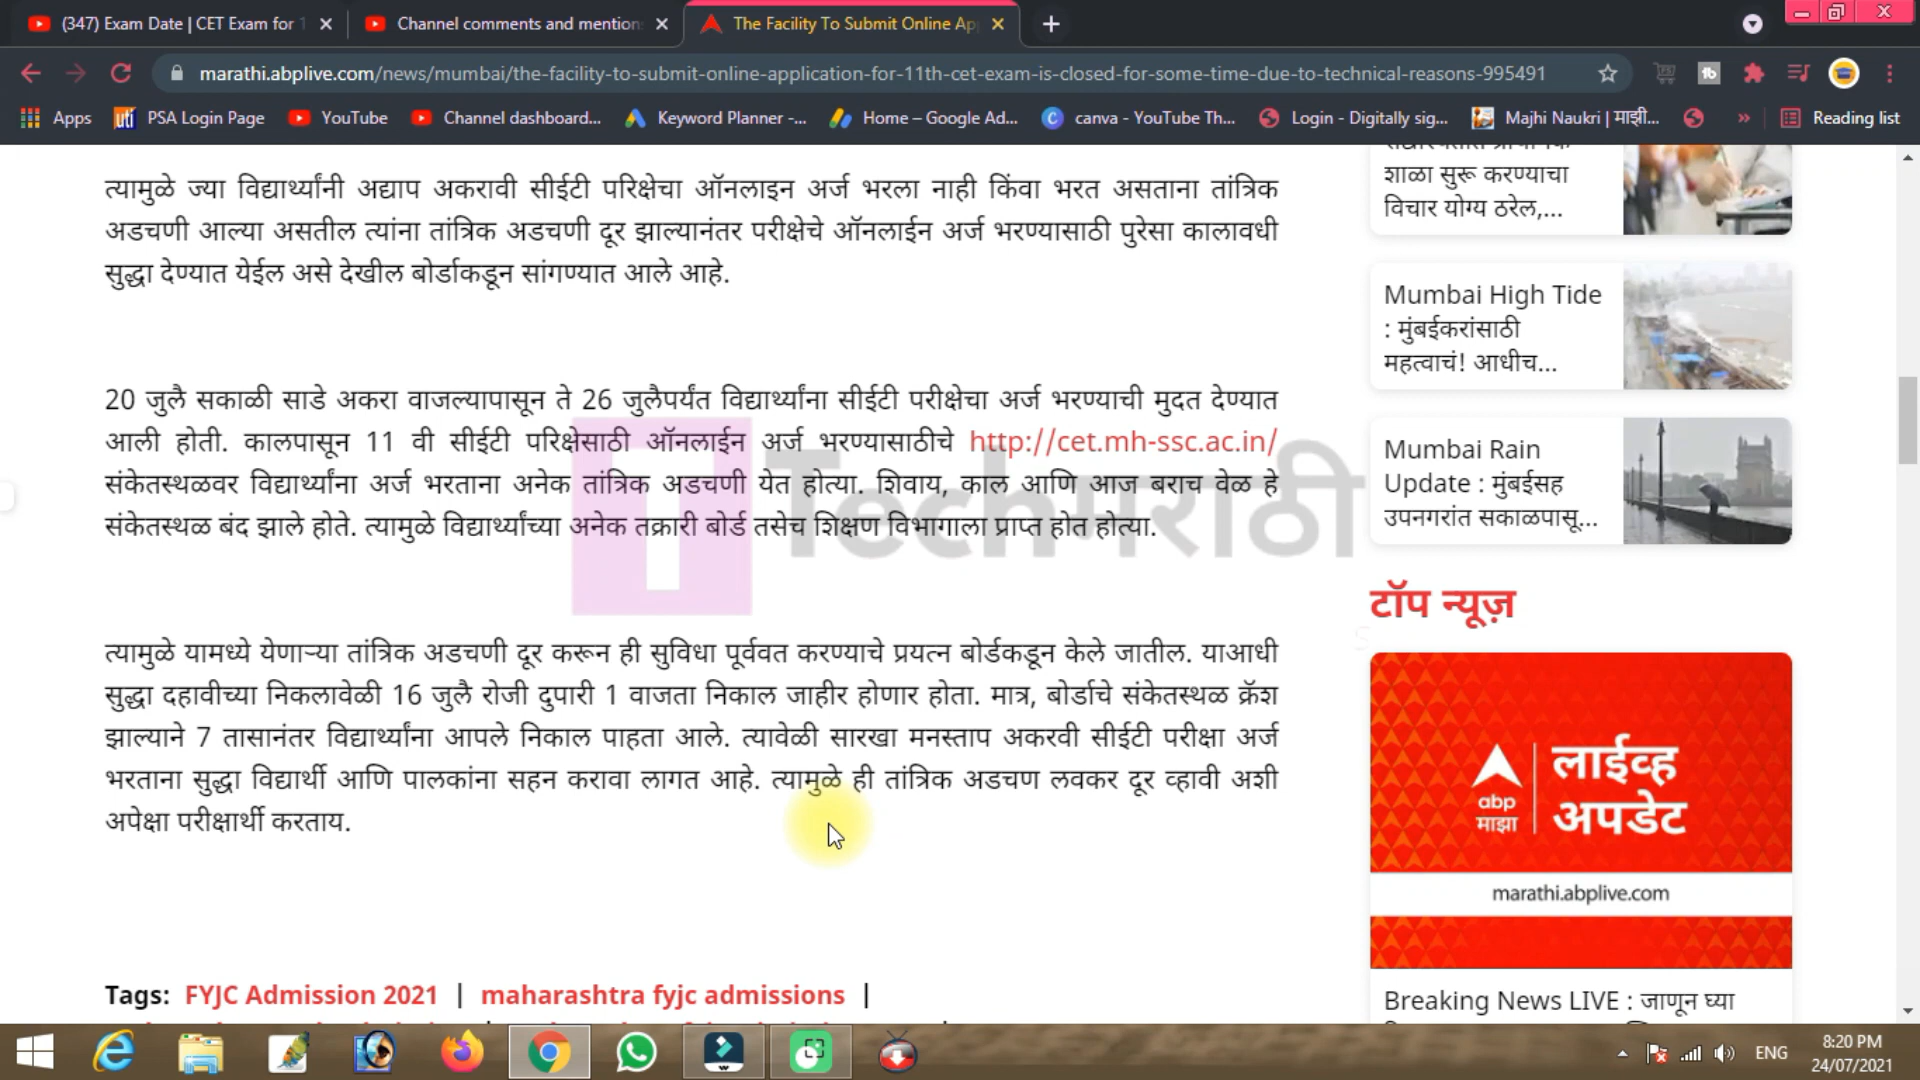 (347) Exam Date | CET Exam for 1
Channel comments and mention
The Facility To Submit Online Ap
marathi.abplive.com/news/mumbai/the-facility-to-submit-online-application-for-11th-cet-exam-is-closed-for-some-time-due-to-technical-reasons-995491
Apps
uti PSA Login Page
YouTube
Channel dashboard...
Keyword Planner -...
Home – Google Ad...
canva - YouTube Th...
Login - Digitally sig...
Majhi Naukri | माझी...
»
Reading list
त्यामुळे ज्या विद्यार्थ्यांनी अद्याप अकरावी सीईटी परिक्षेचा ऑनलाइन अर्ज भरला नाही किंवा भरत असताना तांत्रिक
अडचणी आल्या असतील त्यांना तांत्रिक अडचणी दूर झाल्यानंतर परीक्षेचे ऑनलाईन अर्ज भरण्यासाठी पुरेसा कालावधी
सुद्धा देण्यात येईल असे देखील बोर्डाकडून सांगण्यात आले आहे.
20 जुलै सकाळी साडे अकरा वाजल्यापासून ते 26 जुलैपर्यंत विद्यार्थ्यांना सीईटी परीक्षेचा अर्ज भरण्याची मुदत देण्यात
आली होती. कालपासून 11 वी सीईटी परिक्षेसाठी ऑनलाईन अर्ज भरण्यासाठीचे http://cet.mh-ssc.ac.in/
संकेतस्थळवर विद्यार्थ्यांना अर्ज भरताना अनेक तांत्रिक अडचणी येत होत्या. शिवाय, काल आणि आज बराच वेळ हे
संकेतस्थळ बंद झाले होते. त्यामुळे विद्यार्थ्यांच्या अनेक तक्रारी बोर्ड तसेच शिक्षण विभागाला प्राप्त होत होत्या.
Techमराठी
त्यामुळे यामध्ये येणाऱ्या तांत्रिक अडचणी दूर करून ही सुविधा पूर्ववत करण्याचे प्रयत्न बोर्डकडून केले जातील. याआधी
सुद्धा दहावीच्या निकलावेळी 16 जुलै रोजी दुपारी 1 वाजता निकाल जाहीर होणार होता. मात्र, बोर्डाचे संकेतस्थळ क्रॅश
झाल्याने 7 तासानंतर विद्यार्थ्यांना आपले निकाल पाहता आले. त्यावेळी सारखा मनस्ताप अकरवी सीईटी परीक्षा अर्ज
भरताना सुद्धा विद्यार्थी आणि पालकांना सहन करावा लागत आहे. त्यामुळे ही तांत्रिक अडचण लवकर दूर व्हावी अशी
अपेक्षा परीक्षार्थी करताय.
Tags: FYJC Admission 2021 | maharashtra fyjc admissions |
शाळा सुरू करण्याचा
विचार योग्य ठरेल,...
Mumbai High Tide
: मुंबईकरांसाठी
महत्वाचं! आधीच...
Mumbai Rain
Update : मुंबईसह
उपनगरांत सकाळपासू...
टॉप न्यूज़
abp
माझा
लाईव्ह
अपडेट
marathi.abplive.com
Breaking News LIVE : जाणून घ्या
ENG
8:20 PM
24/07/2021